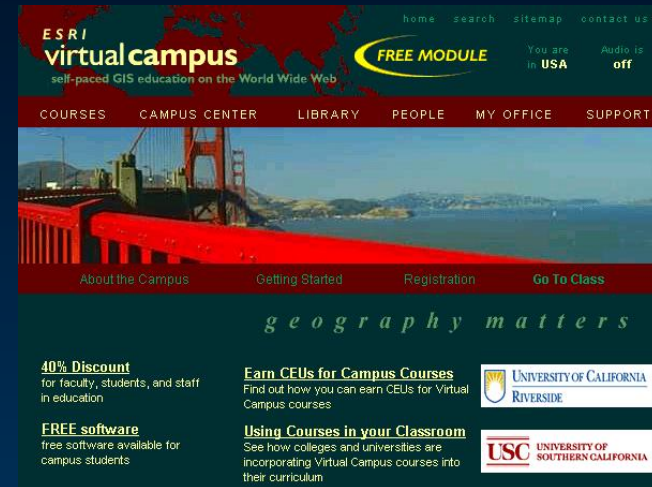 home search sitemap contact us
ESRI
virtual campus
self-paced GIS education on the World Wide Web
FREE MODULE
You are
in USA
Audio is
off
COURSES CAMPUS CENTER LIBRARY PEOPLE MY OFFICE SUPPORT
About the Campus Getting Started Registration Go To Class
geography matters
40% Discount
for faculty, students, and staff
in education
FREE software
free software available for
campus students
Earn CEUs for Campus Courses
Find out how you can earn CEUs for Virtual
Campus courses
Using Courses in your Classroom
See how colleges and universities are
incorporating Virtual Campus courses into
their curriculum
UNIVERSITY OF CALIFORNIA
RIVERSIDE
USC UNIVERSITY OF
SOUTHERN CALIFORNIA